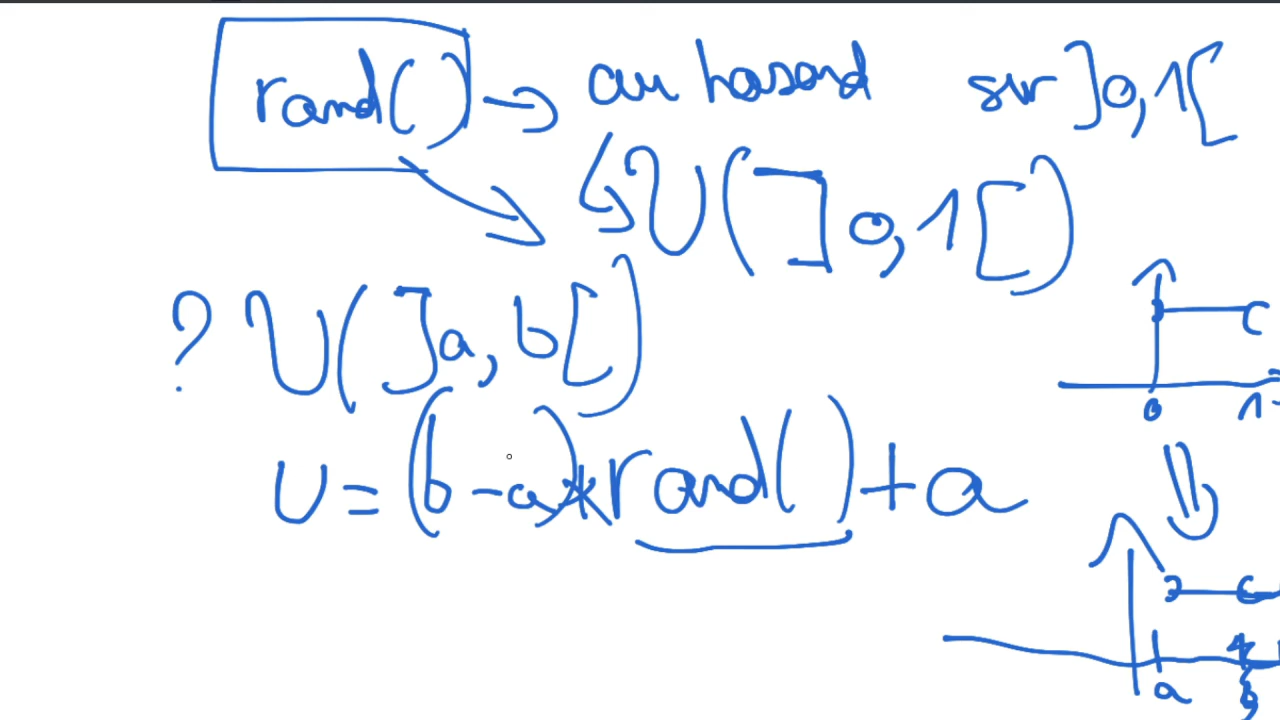 rand() → au hasard sur ]0,1[
↳ U(]0,1[)
? U(]a,b[)
U = (b-a)*rand() + a
0 1
a b